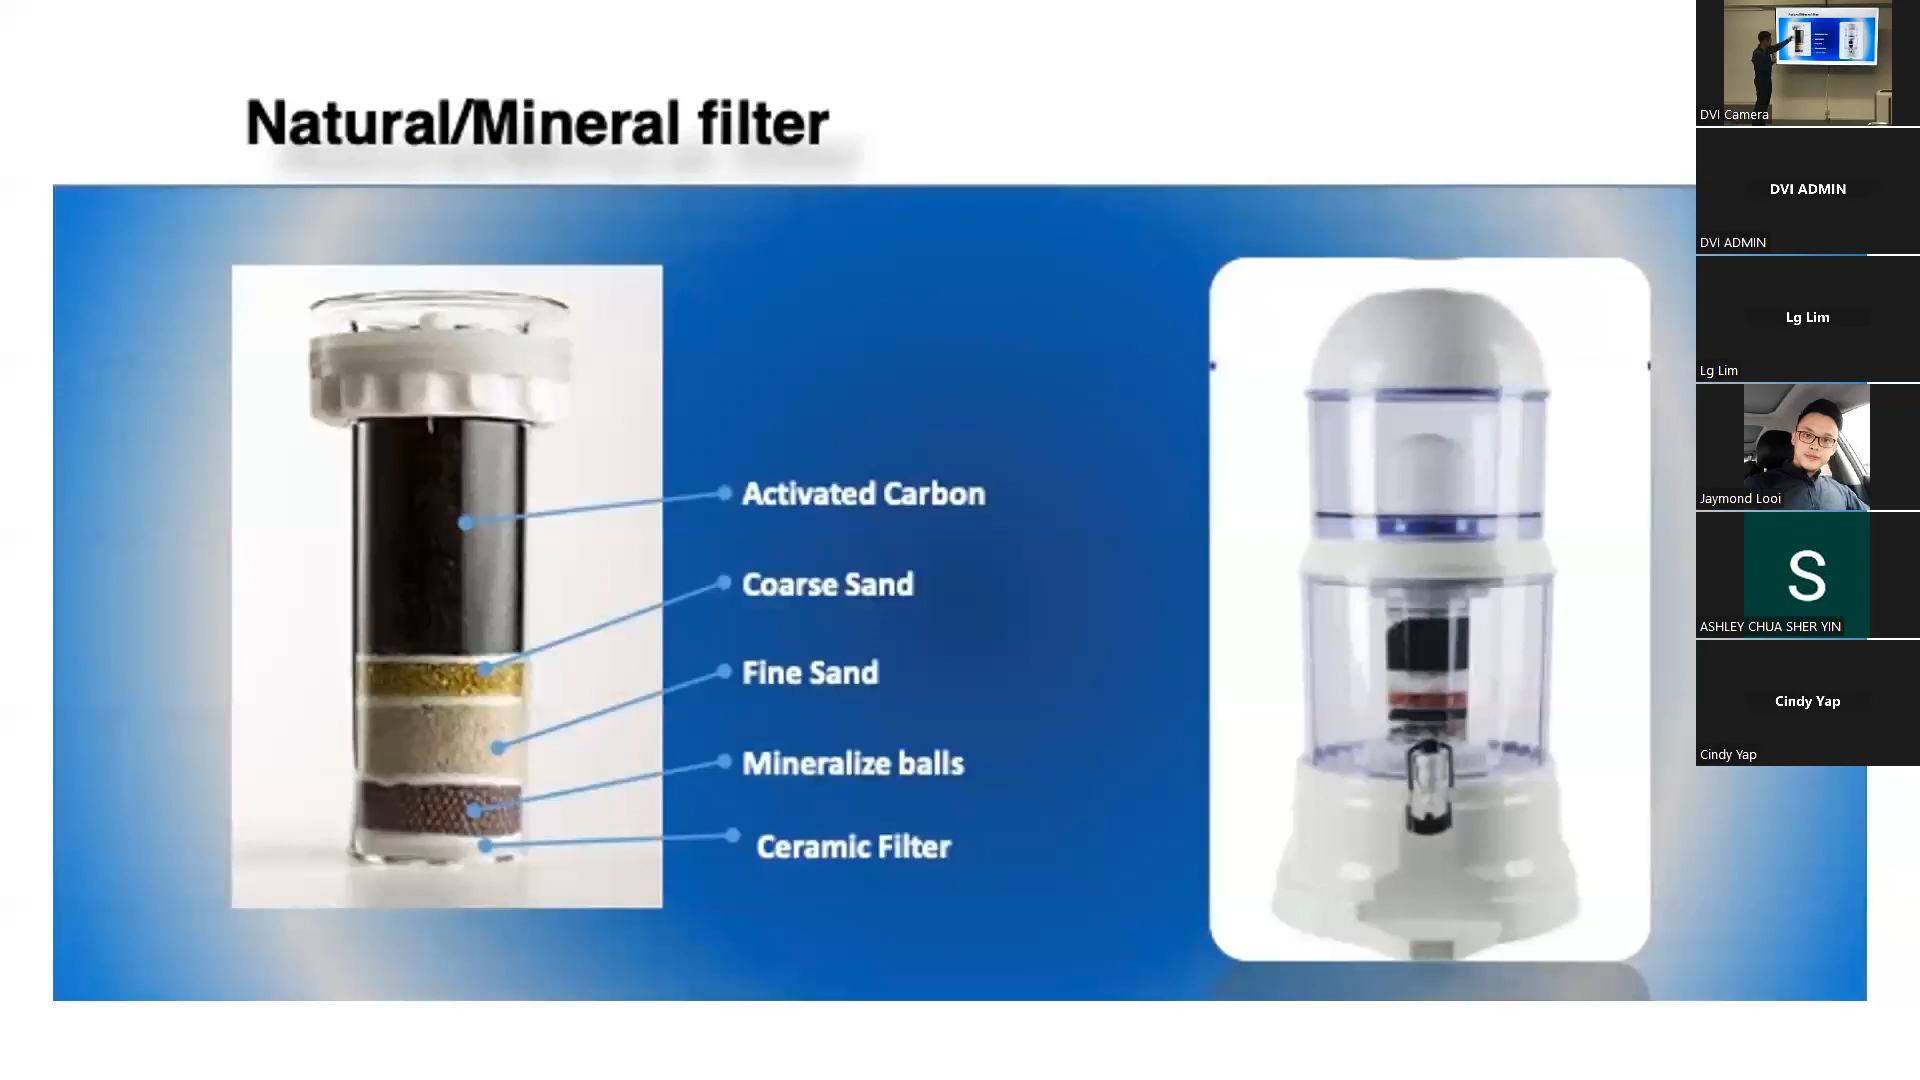 Natural/Mineral filter
Activated Carbon
Coarse Sand
Fine Sand
Mineralize balls
Ceramic Filter
DVI Camera
DVI ADMIN
DVI ADMIN
Lg Lim
Lg Lim
Jaymond Looi
S
ASHLEY CHUA SHER YIN
Cindy Yap
Cindy Yap